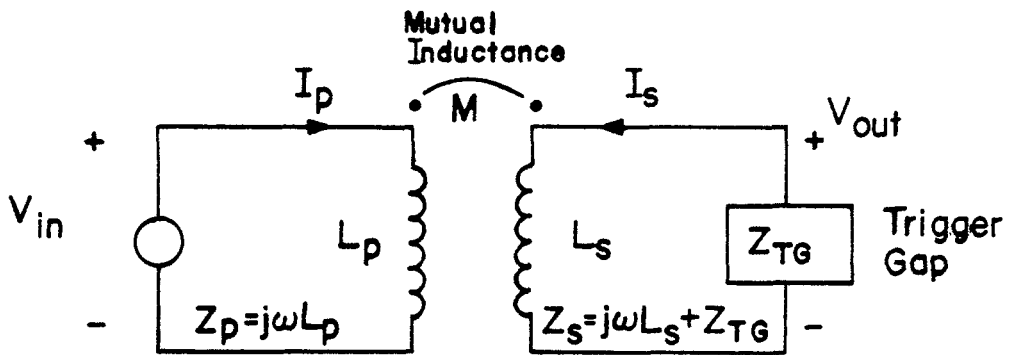 Mutual
Inductance
I_p
M
I_s
+
+
V_out
V_in
L_p
L_s
Z_TG
Trigger
Gap
-
Z_p=jωL_p
Z_s=jωL_s+Z_TG
-